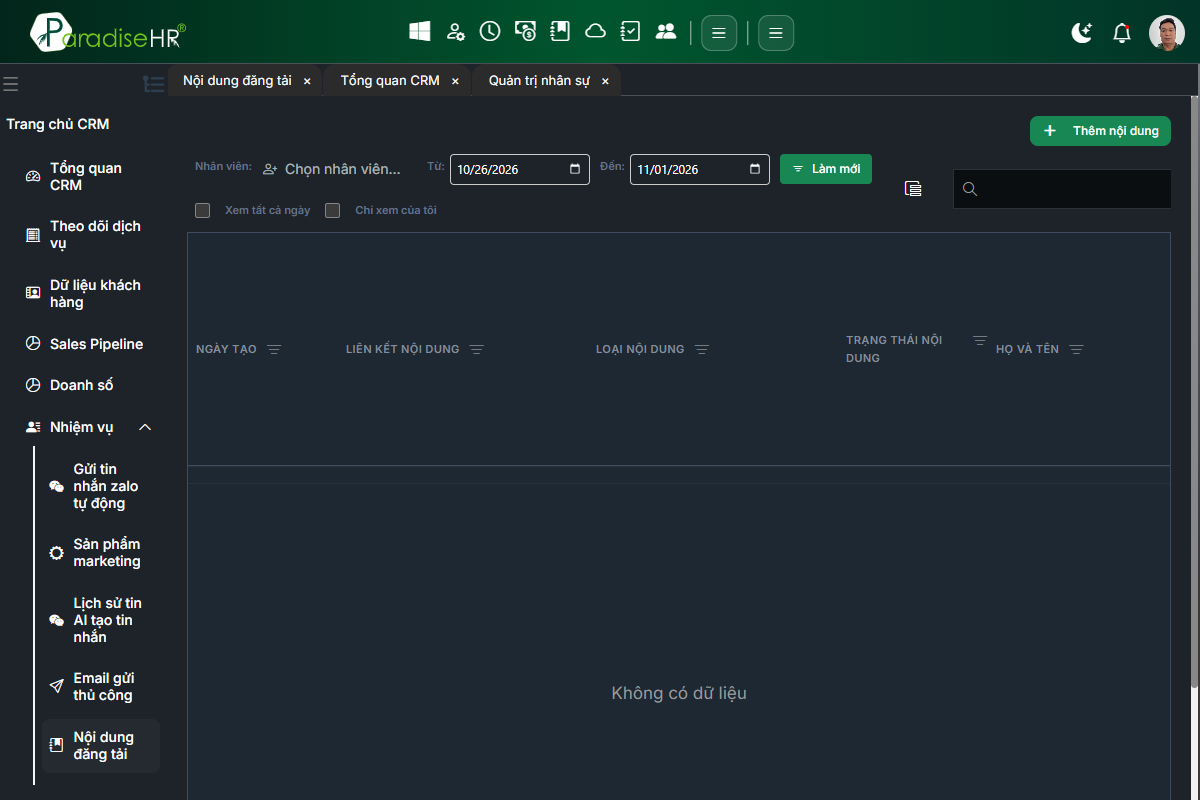 ParadiseHR®
Nội dung đăng tải ×
Tổng quan CRM ×
Quản trị nhân sự ×
Trang chủ CRM
Thêm nội dung
Tổng quan
CRM
Theo dõi dịch
vụ
Dữ liệu khách
hàng
Sales Pipeline
Doanh số
Nhiệm vụ
Gửi tin
nhắn zalo
tự động
Sản phẩm
marketing
Lịch sử tin
AI tạo tin
nhắn
Email gửi
thủ công
Nội dung
đăng tải
Nhân viên: Chọn nhân viên... Từ: 10/26/2026 Đến: 11/01/2026 Làm mới
Xem tất cả ngày Chỉ xem của tôi
NGÀY TẠO
LIÊN KẾT NỘI DUNG
LOẠI NỘI DUNG
TRẠNG THÁI NỘI
DUNG
HỌ VÀ TÊN
Không có dữ liệu